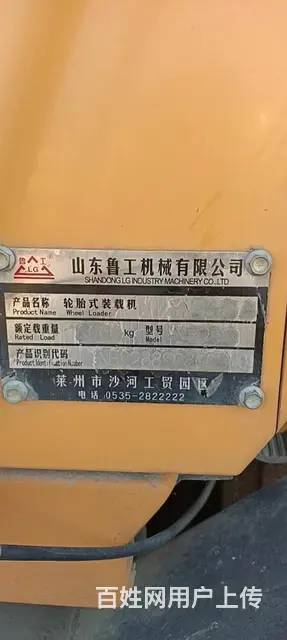 鲁工
LG
山东鲁工机械有限公司
SHANDONG LG INDUSTRY MACHINERY CO.,LTD
产品名称 轮胎式装载机
Product Name Wheel Loader
额定载重量 kg 型号
Rated Load Model
产品识别代码
Product Identification Number
莱州市沙河工贸园区
电话 0535-2822222
百姓网用户上传